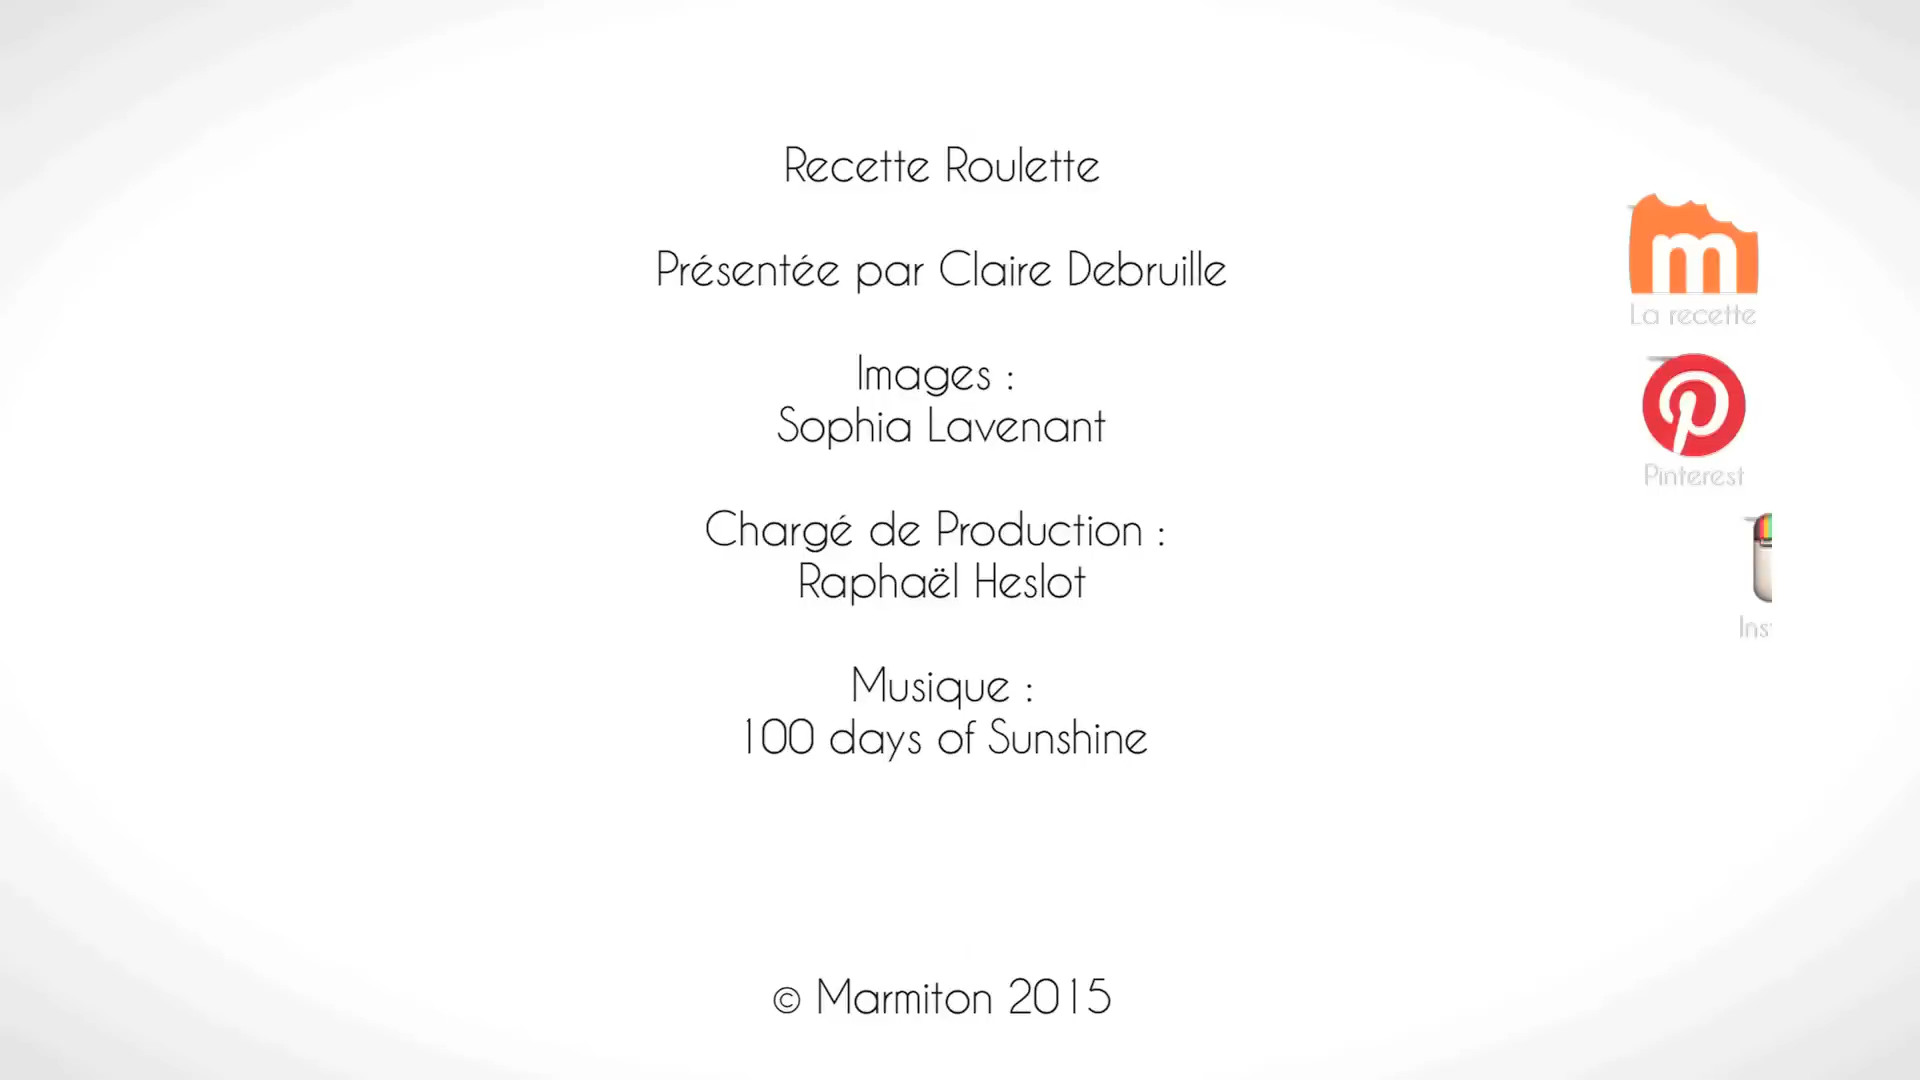 Recette Roulette
Présentée par Claire Debruille
Images :
Sophia Lavenant
Chargé de Production :
Raphaël Heslot
Musique :
100 days of Sunshine
© Marmiton 2015
m
La recette
Pinterest